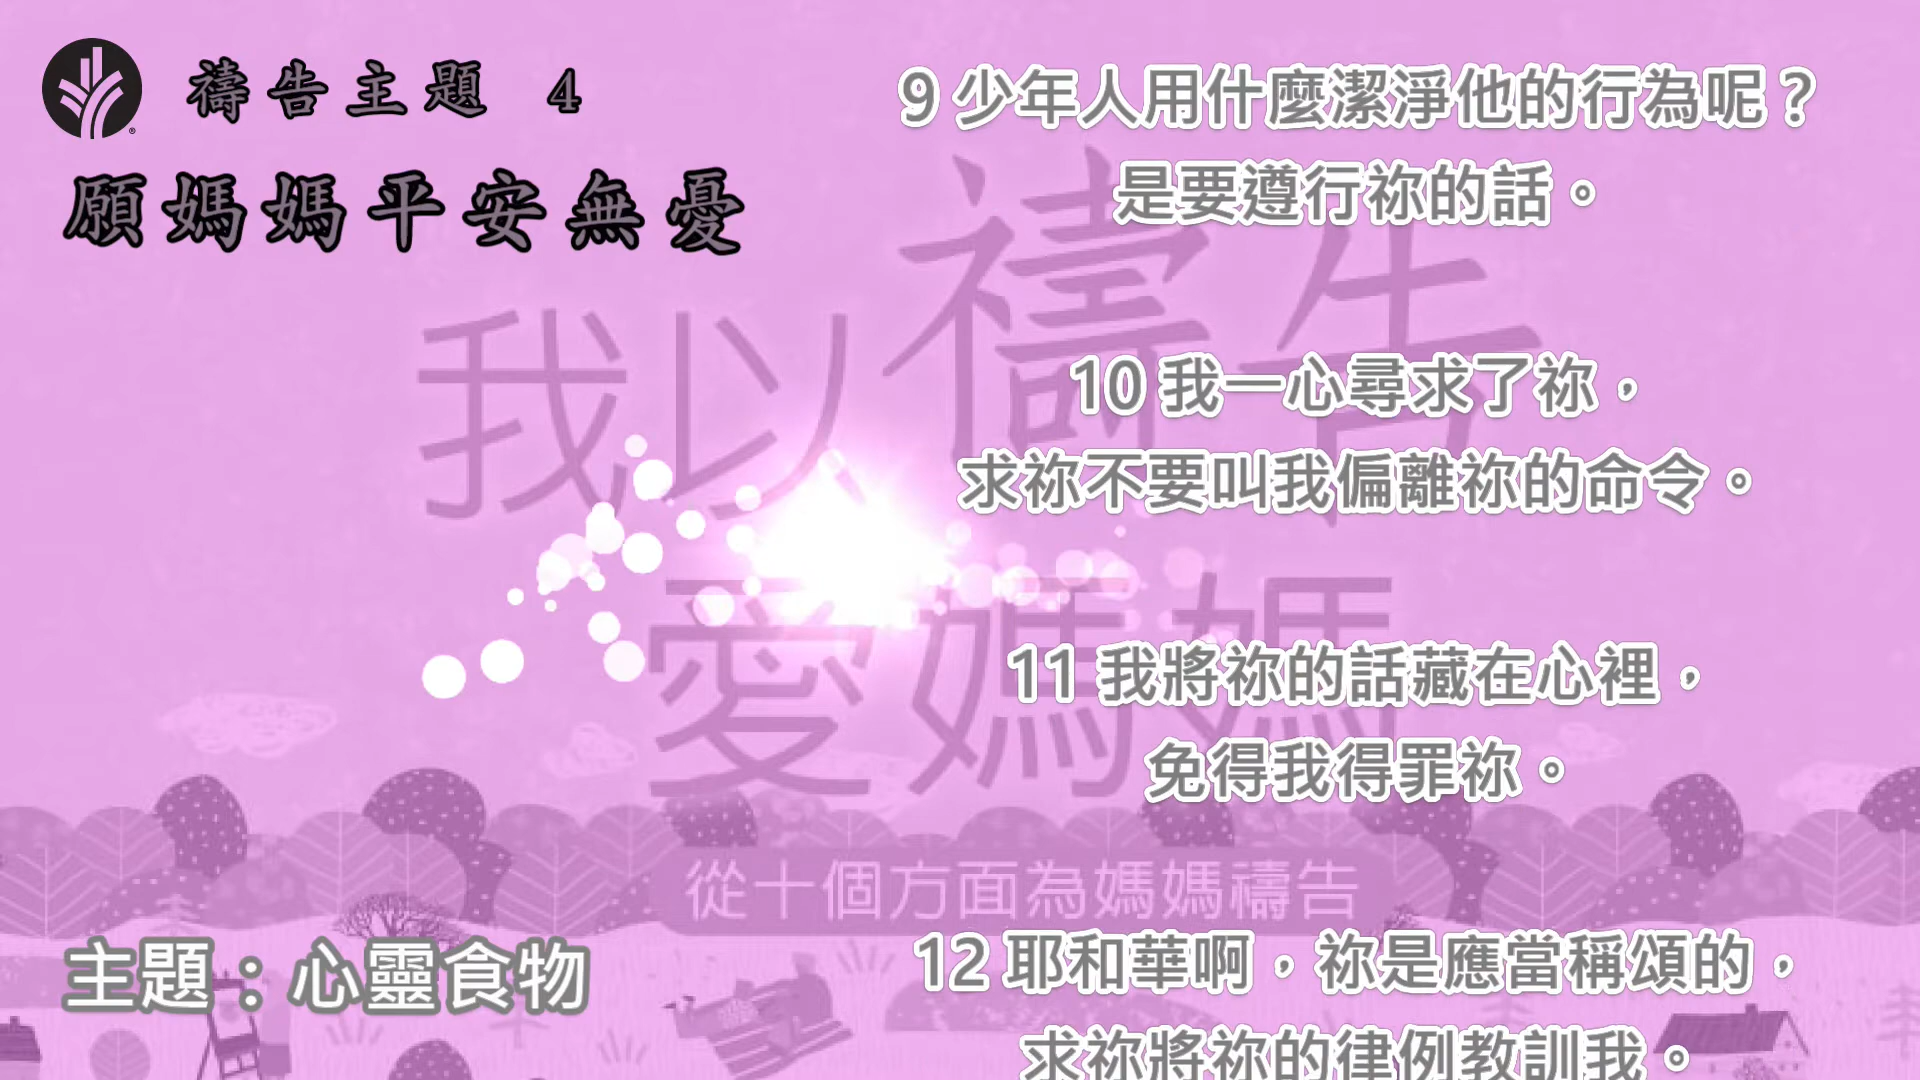 禱告主題 4
願媽媽平安無憂
9 少年人用什麼潔淨他的行為呢？
是要遵行祢的話。
10 我一心尋求了祢，
求祢不要叫我偏離祢的命令。
11 我將祢的話藏在心裡，
免得我得罪祢。
12 耶和華啊，祢是應當稱頌的，
求祢將祢的律例教訓我。
我以禱告
愛媽媽
從十個方面為媽媽禱告
主題：心靈食物